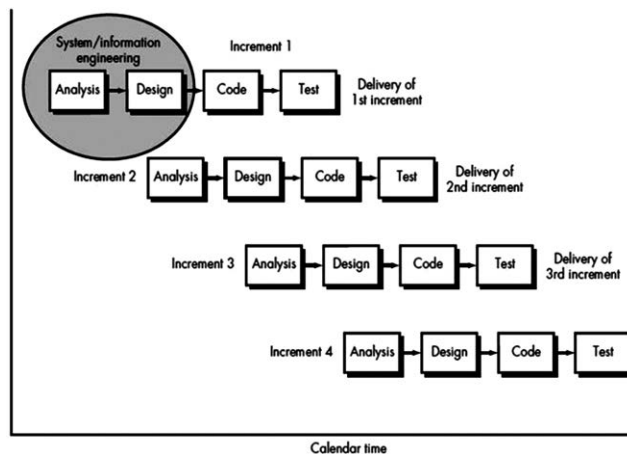 System/information
engineering
Increment 1
Analysis
Design
Code
Test
Delivery of
1st increment
Increment 2
Analysis
Design
Code
Test
Delivery of
2nd increment
Increment 3
Analysis
Design
Code
Test
Delivery of
3rd increment
Increment 4
Analysis
Design
Code
Test
Calendar time